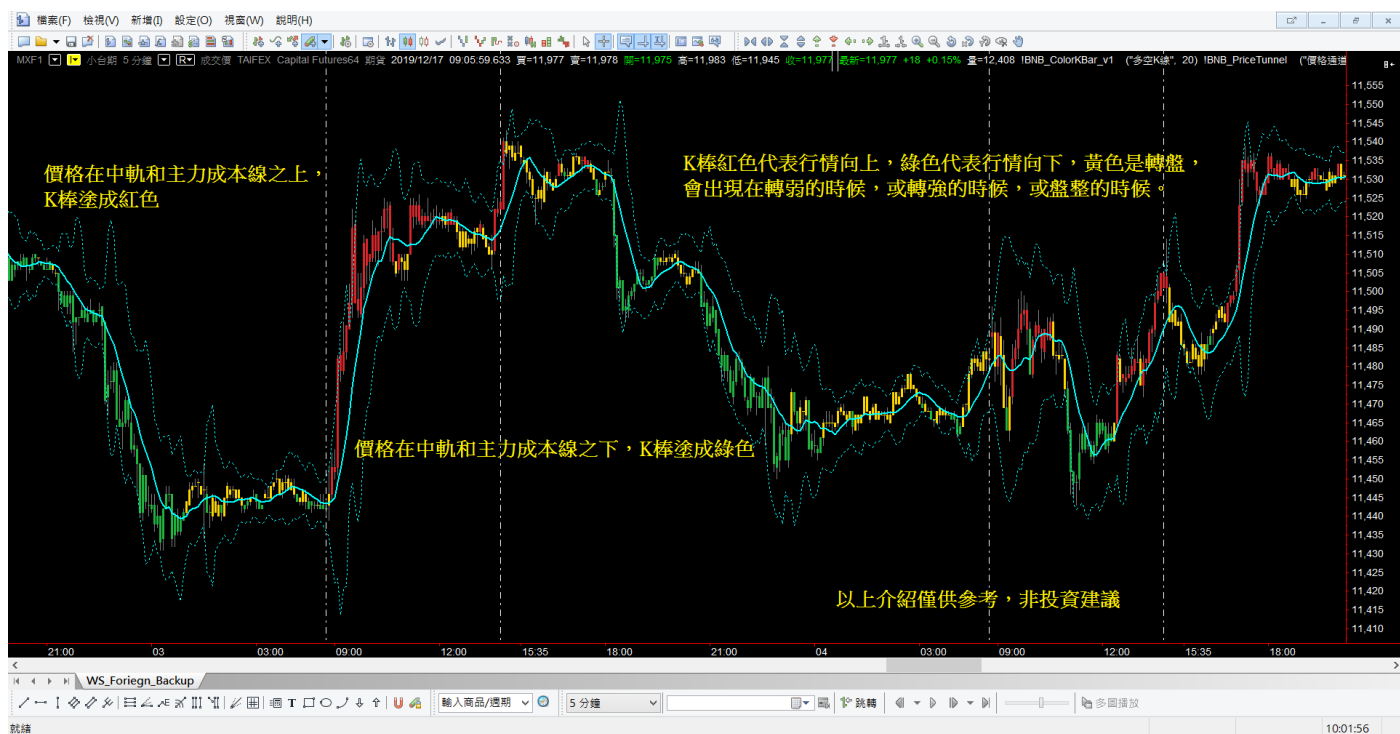 檔案(F) 檢視(V) 新增(I) 設定(O) 視窗(W) 說明(H)
MXF1 小台期 5 分鐘 R 成交價 TAIFEX Capital Futures64 期貨 2019/12/17 09:05:59.633 買=11,977 賣=11,978 開=11,975 高=11,983 低=11,945 收=11,977 最新=11,977 +18 +0.15% 量=12,408 !BNB_ColorKBar_v1 ("多空K線", 20) !BNB_PriceTunnel ("價格通道
價格在中軌和主力成本線之上，
K棒塗成紅色
K棒紅色代表行情向上，綠色代表行情向下，黃色是轉盤，
會出現在轉弱的時候，或轉強的時候，或盤整的時候。
價格在中軌和主力成本線之下，K棒塗成綠色
以上介紹僅供參考，非投資建議
11,555
11,550
11,545
11,540
11,535
11,530
11,525
11,520
11,515
11,510
11,505
11,500
11,495
11,490
11,485
11,480
11,475
11,470
11,465
11,460
11,455
11,450
11,445
11,440
11,435
11,430
11,425
11,420
11,415
11,410
21:00 03 03:00 09:00 12:00 15:35 18:00 21:00 04 03:00 09:00 12:00 15:35 18:00
WS_Foriegn_Backup
輸入商品/週期 5 分鐘 跳轉 多圖播放
就緒 10:01:56